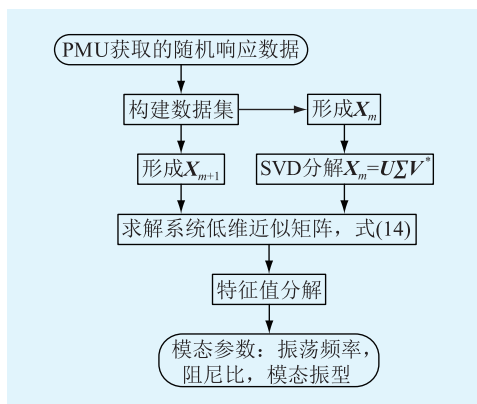 PMU获取的随机响应数据
构建数据集
形成Xm
形成Xm+1
SVD分解Xm=UΣV*
求解系统低维近似矩阵，式(14)
特征值分解
模态参数：振荡频率，
阻尼比，模态振型